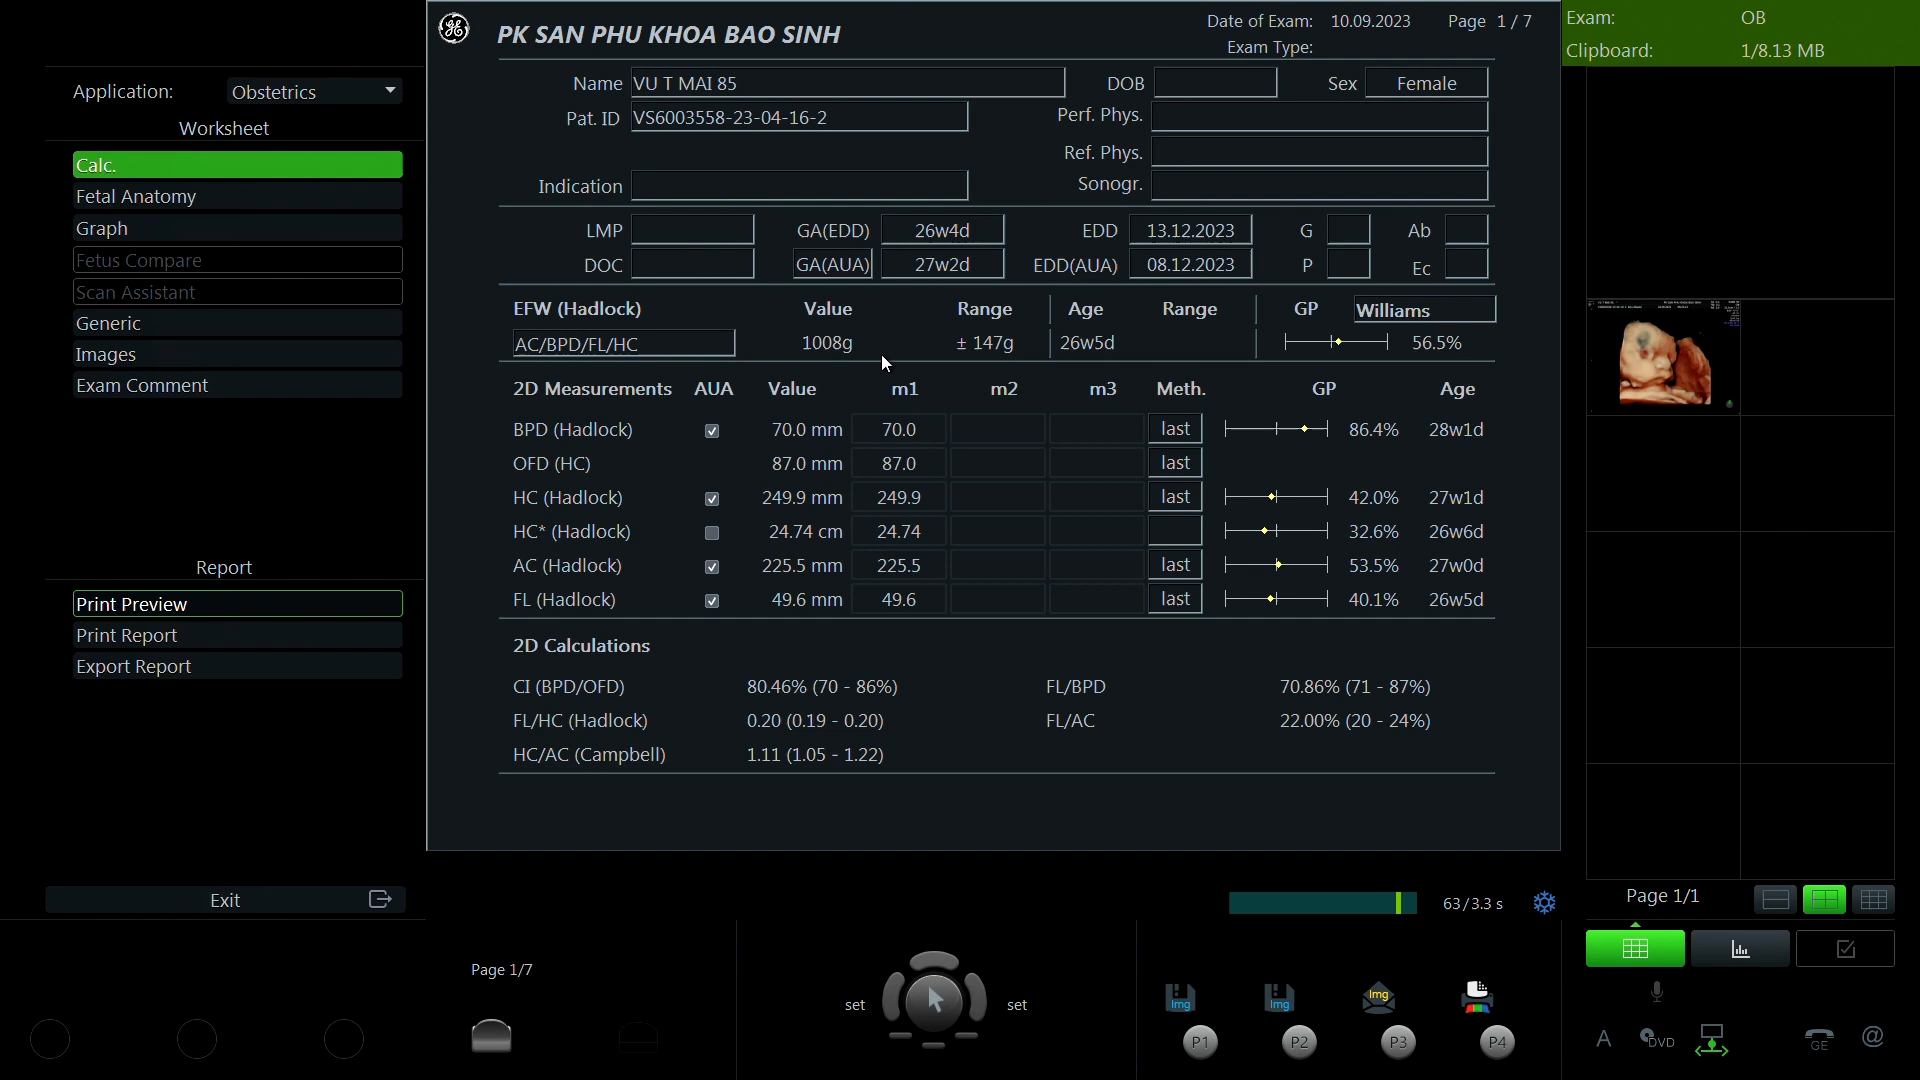 PK SAN PHU KHOA BAO SINH
Date of Exam: 10.09.2023 Page 1 / 7
Exam Type:
Exam: OB
Clipboard: 1/8.13 MB
Application: Obstetrics
Worksheet
Calc.
Fetal Anatomy
Graph
Fetus Compare
Scan Assistant
Generic
Images
Exam Comment
Report
Print Preview
Print Report
Export Report
Exit
Name VU T MAI 85 DOB Sex Female
Pat. ID VS6003558-23-04-16-2 Perf. Phys.
Ref. Phys.
Indication Sonogr.
LMP GA(EDD) 26w4d EDD 13.12.2023 G Ab
DOC GA(AUA) 27w2d EDD(AUA) 08.12.2023 P Ec
EFW (Hadlock) Value Range Age Range GP Williams
AC/BPD/FL/HC 1008g ± 147g 26w5d 56.5%
2D Measurements AUA Value m1 m2 m3 Meth. GP Age
BPD (Hadlock) 70.0 mm 70.0 last 86.4% 28w1d
OFD (HC) 87.0 mm 87.0 last
HC (Hadlock) 249.9 mm 249.9 last 42.0% 27w1d
HC* (Hadlock) 24.74 cm 24.74 32.6% 26w6d
AC (Hadlock) 225.5 mm 225.5 last 53.5% 27w0d
FL (Hadlock) 49.6 mm 49.6 last 40.1% 26w5d
2D Calculations
CI (BPD/OFD) 80.46% (70 - 86%) FL/BPD 70.86% (71 - 87%)
FL/HC (Hadlock) 0.20 (0.19 - 0.20) FL/AC 22.00% (20 - 24%)
HC/AC (Campbell) 1.11 (1.05 - 1.22)
63/3.3 s
Page 1/1
Page 1/7
set set
Img Img Img
P1 P2 P3 P4
A DVD GE @